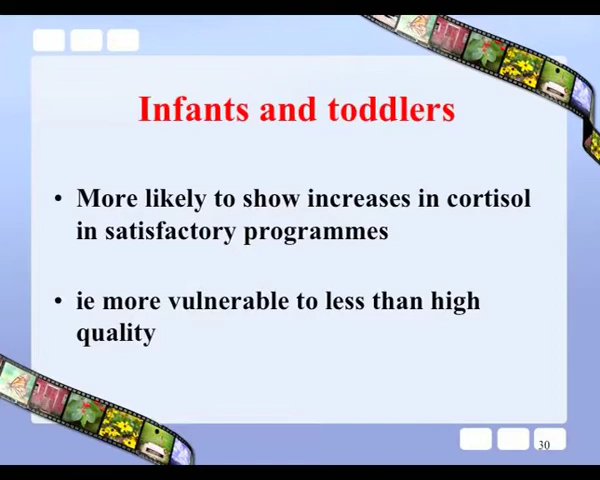 Infants and toddlers
• More likely to show increases in cortisol
in satisfactory programmes
• ie more vulnerable to less than high
quality
30